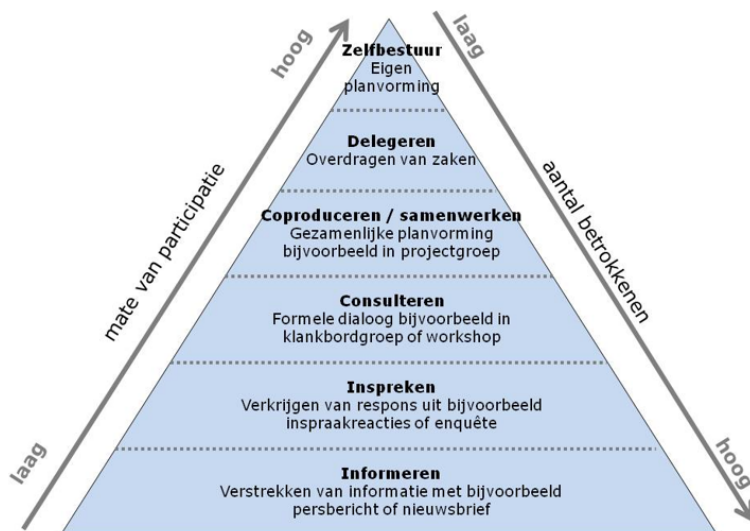 hoog
laag
Zelfbestuur
Eigen
planvorming
Delegeren
Overdragen van zaken
mate van participatie
aantal betrokkenen
Coproduceren / samenwerken
Gezamenlijke planvorming
bijvoorbeeld in projectgroep
Consulteren
Formele dialoog bijvoorbeeld in
klankbordgroep of workshop
Inspreken
Verkrijgen van respons uit bijvoorbeeld
inspraakreacties of enquête
laag
hoog
Informeren
Verstrekken van informatie met bijvoorbeeld
persbericht of nieuwsbrief